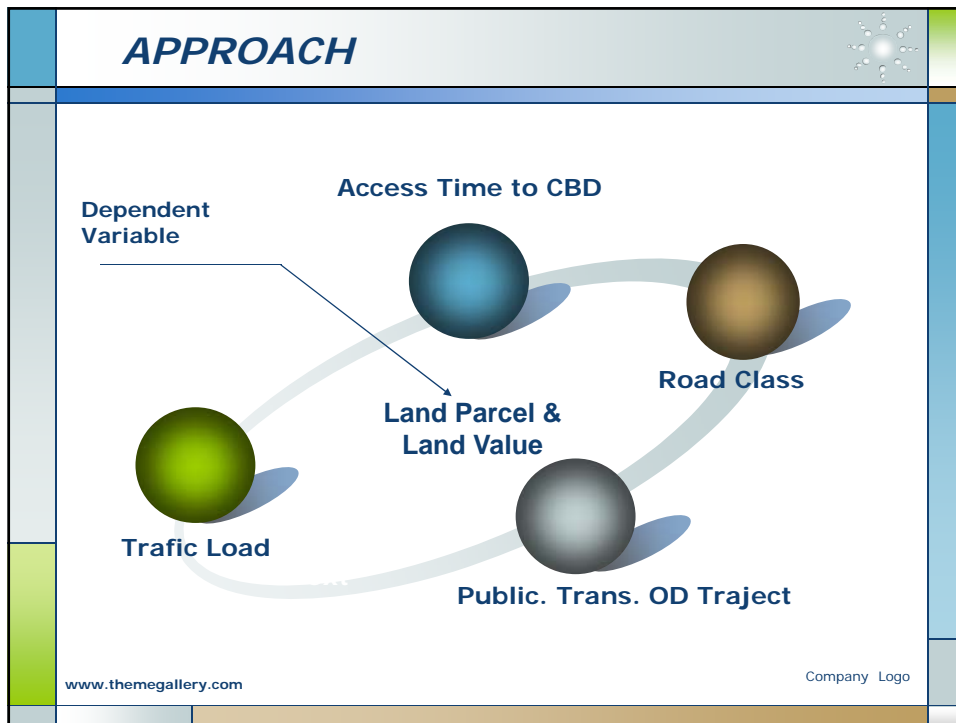 APPROACH
Access Time to CBD
Dependent
Variable
Road Class
Land Parcel &
Land Value
Trafic Load
Public. Trans. OD Traject
www.themegallery.com
Company Logo